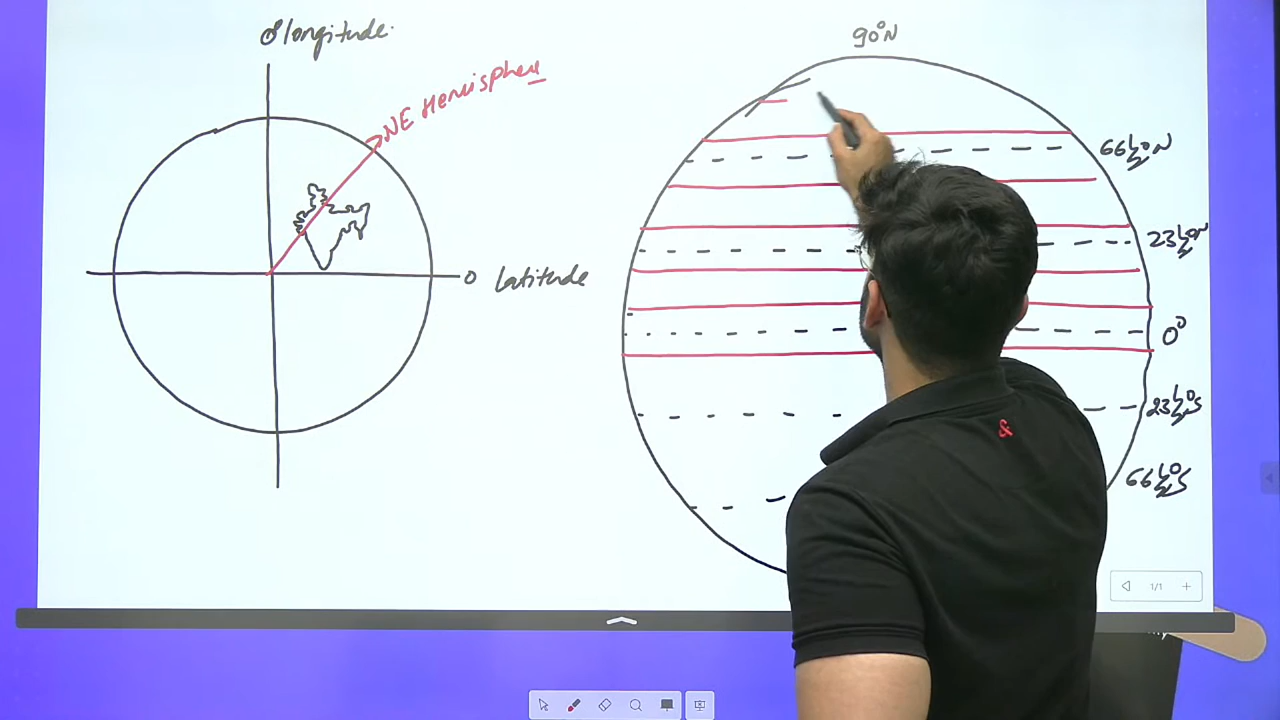 0° longitude.
NE Hemisphere
0 Latitude
90°N
66½°N
23½°N
0°
23½°S
66½°S
&
1/1